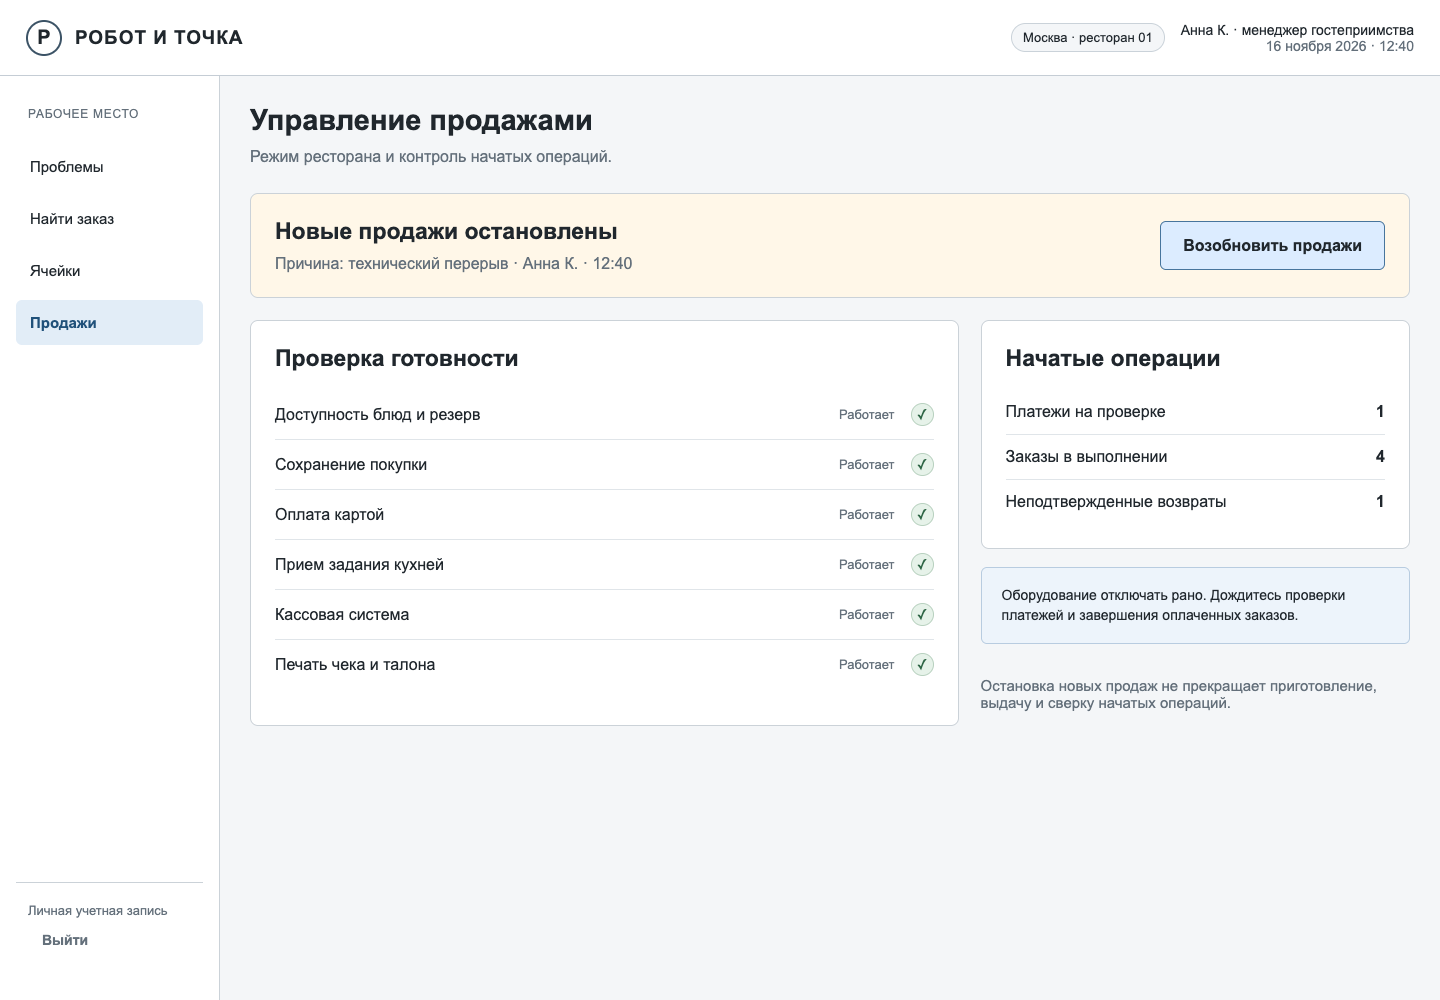 Р РОБОТ И ТОЧКА
Москва · ресторан 01
Анна К. · менеджер гостеприимства
16 ноября 2026 · 12:40
РАБОЧЕЕ МЕСТО
Проблемы
Найти заказ
Ячейки
Продажи
Личная учетная запись
Выйти
Управление продажами
Режим ресторана и контроль начатых операций.
Новые продажи остановлены
Причина: технический перерыв · Анна К. · 12:40
Возобновить продажи
Проверка готовности
Доступность блюд и резерв Работает ✓
Сохранение покупки Работает ✓
Оплата картой Работает ✓
Прием задания кухней Работает ✓
Кассовая система Работает ✓
Печать чека и талона Работает ✓
Начатые операции
Платежи на проверке 1
Заказы в выполнении 4
Неподтвержденные возвраты 1
Оборудование отключать рано. Дождитесь проверки
платежей и завершения оплаченных заказов.
Остановка новых продаж не прекращает приготовление,
выдачу и сверку начатых операций.